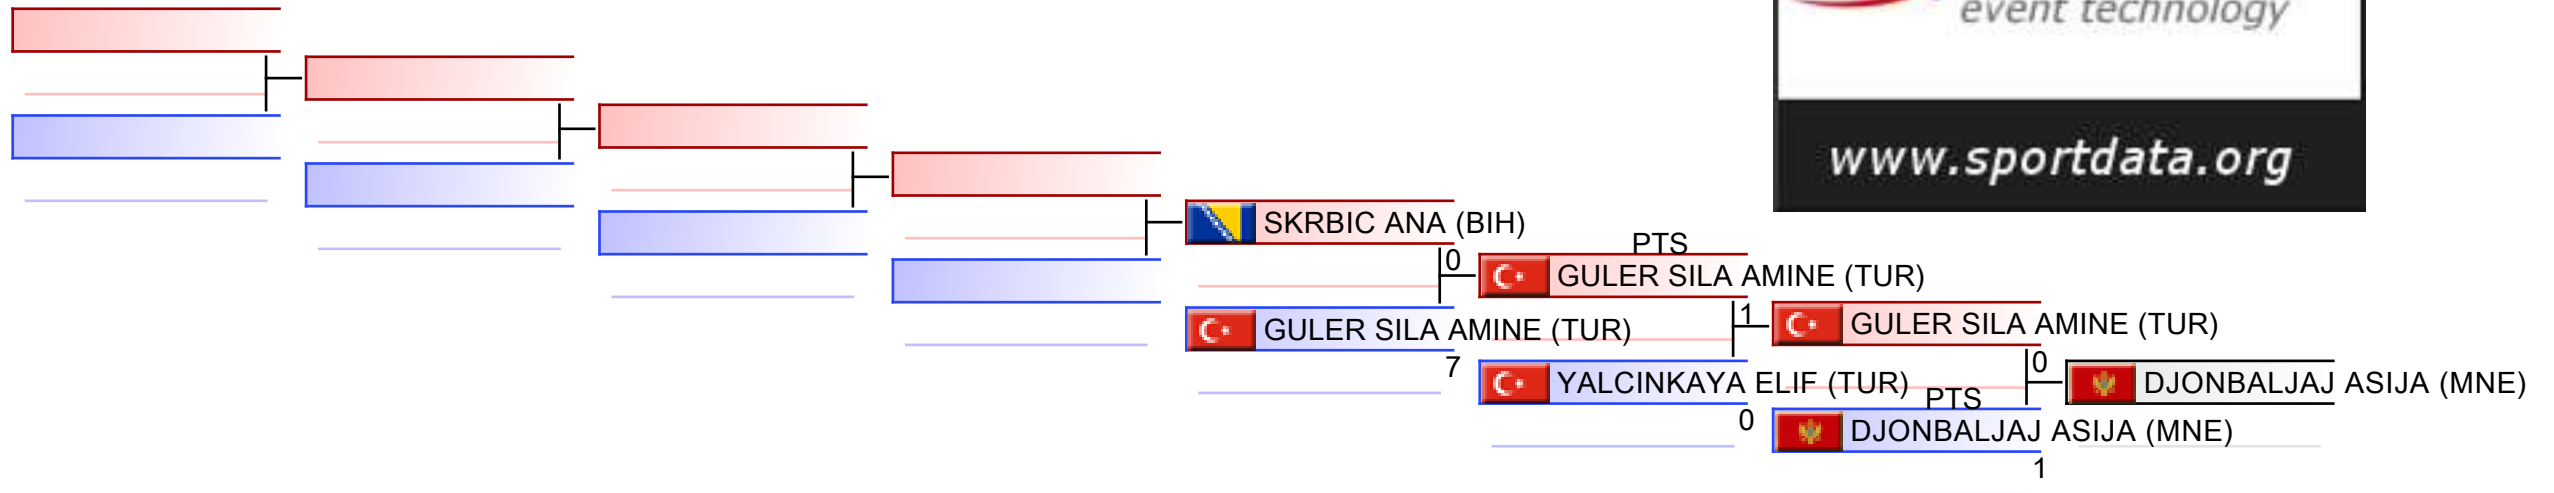 event technology
www.sportdata.org
SKRBIC ANA (BIH)
0
PTS
GULER SILA AMINE (TUR)
GULER SILA AMINE (TUR)
7
1
GULER SILA AMINE (TUR)
YALCINKAYA ELIF (TUR)
0
0
DJONBALJAJ ASIJA (MNE)
PTS
DJONBALJAJ ASIJA (MNE)
1